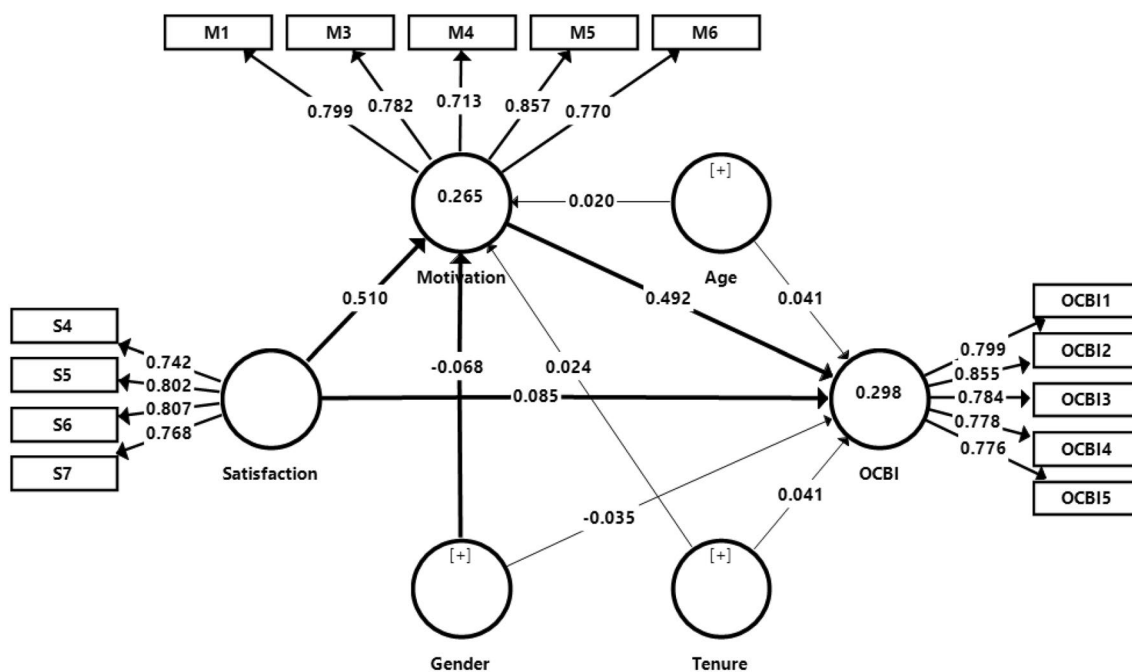 M1 M3 M4 M5 M6
0.799 0.782 0.713 0.857 0.770
0.265
Motivation
[+]
Age
0.020
0.510
0.492
0.041
S4
S5
S6
S7
0.742
0.802
0.807
0.768
Satisfaction
-0.068
0.024
0.085
0.298
OCBI
0.799
0.855
0.784
0.778
0.776
OCBI1
OCBI2
OCBI3
OCBI4
OCBI5
-0.035
0.041
[+]
Gender
[+]
Tenure